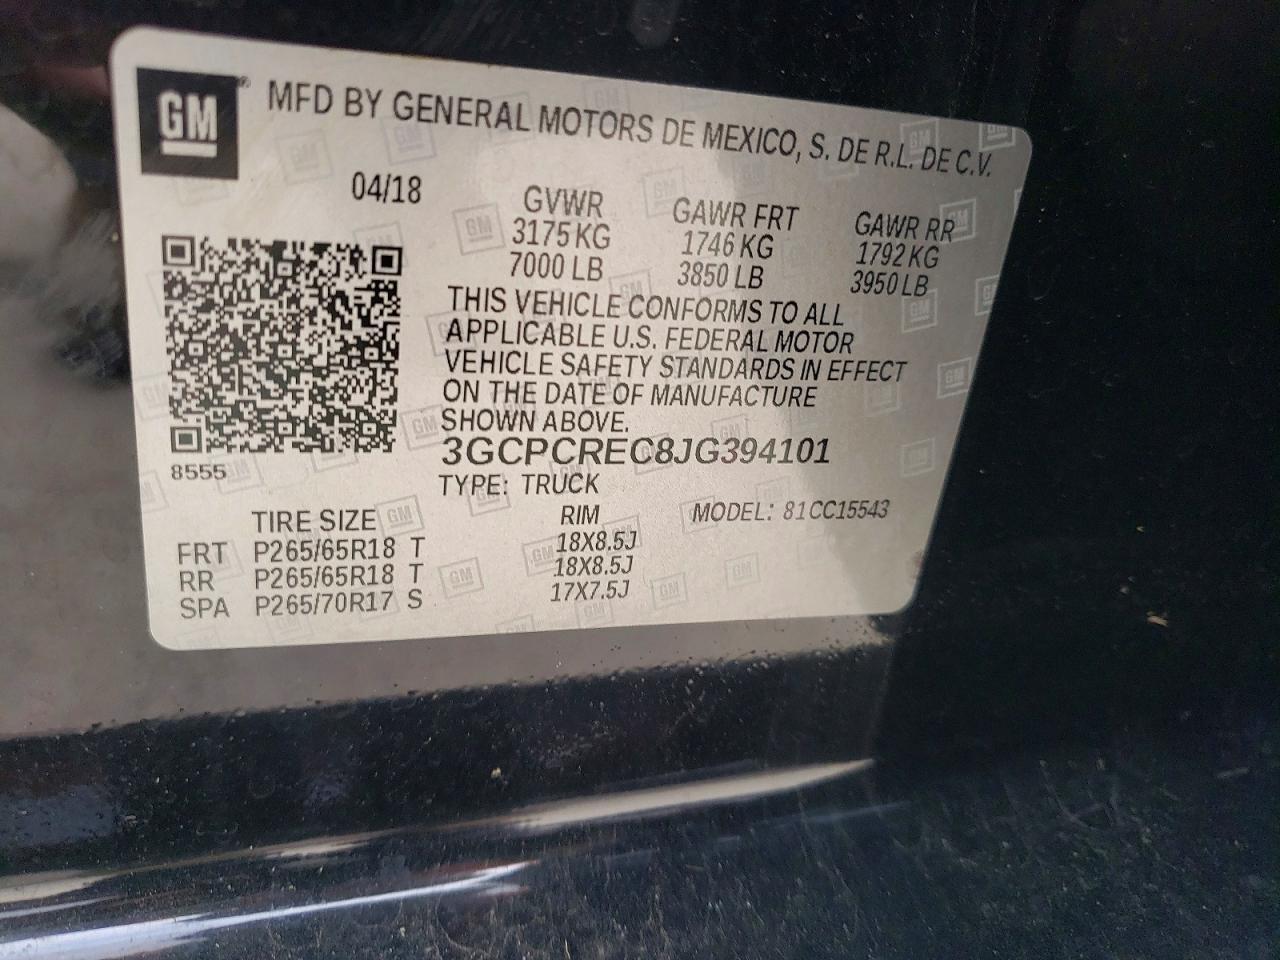 GM® MFD BY GENERAL MOTORS DE MEXICO, S. DE R.L. DE C.V.
04/18
GVWR GAWR FRT GAWR RR
3175 KG 1746 KG 1792 KG
7000 LB 3850 LB 3950 LB
THIS VEHICLE CONFORMS TO ALL
APPLICABLE U.S. FEDERAL MOTOR
VEHICLE SAFETY STANDARDS IN EFFECT
ON THE DATE OF MANUFACTURE
SHOWN ABOVE.
3GCPCREC8JG394101
8555
TYPE: TRUCK
TIRE SIZE RIM MODEL: 81CC15543
FRT P265/65R18 T 18X8.5J
RR P265/65R18 T 18X8.5J
SPA P265/70R17 S 17X7.5J